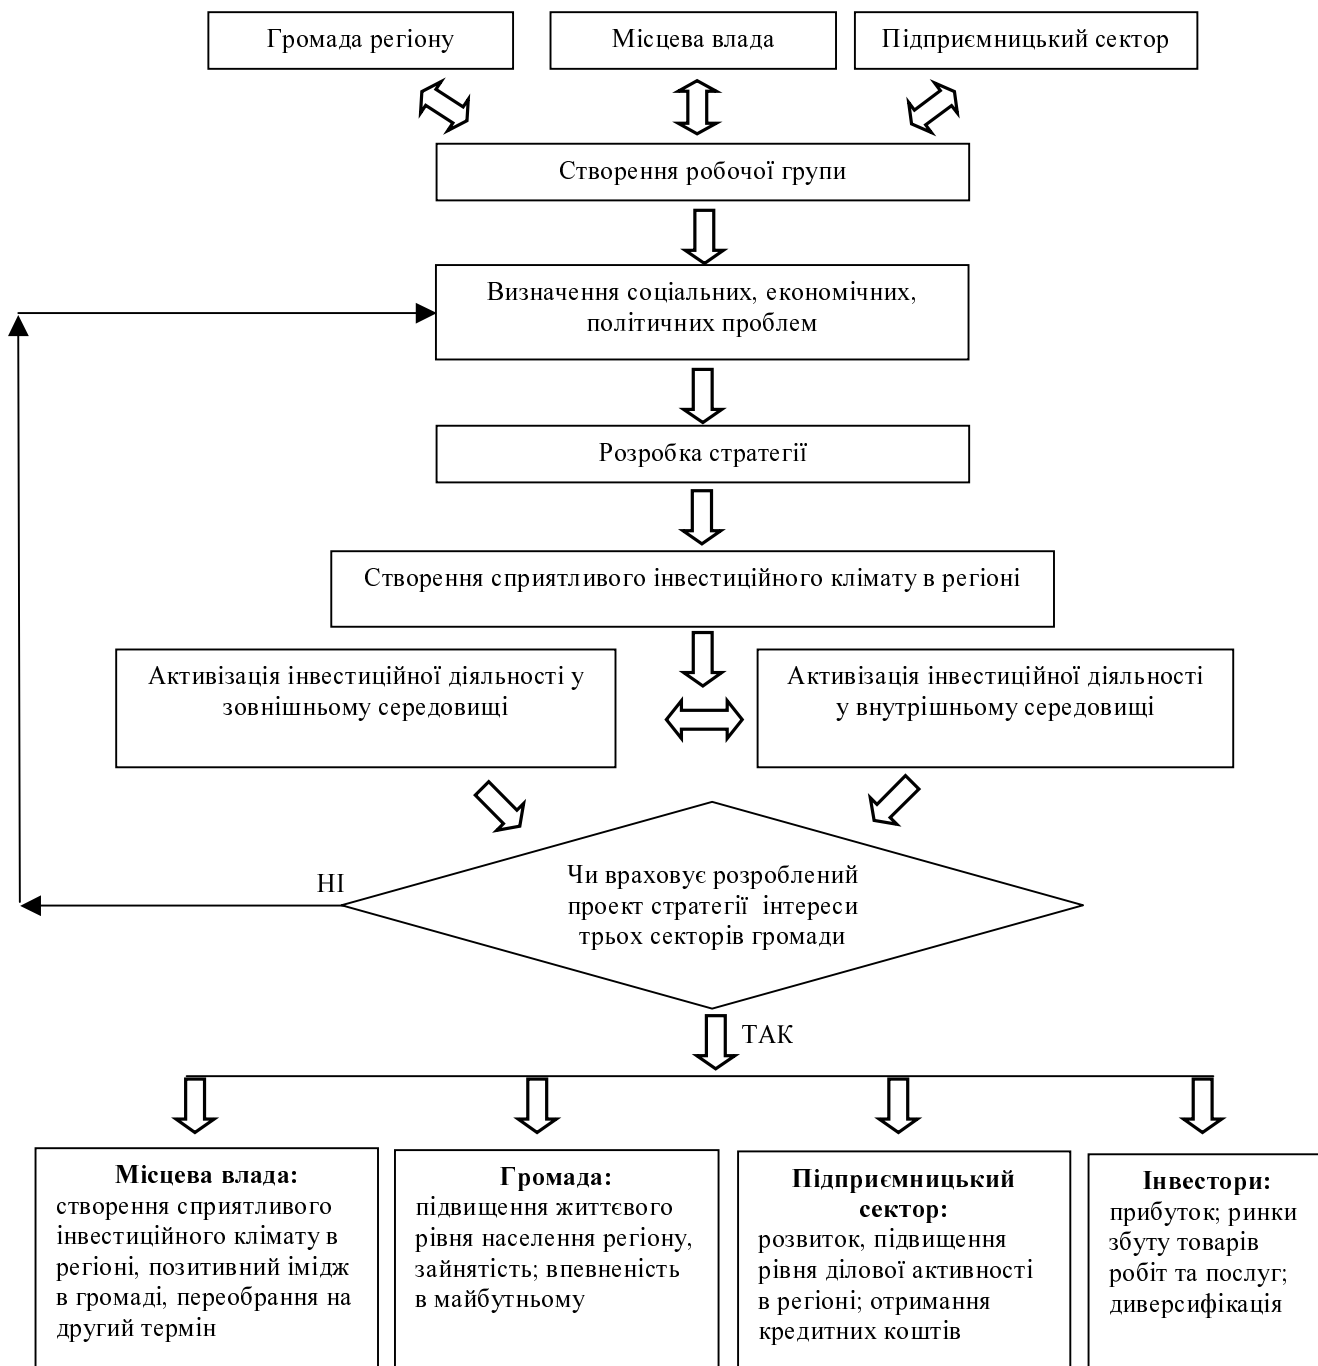 Громада регіону
Місцева влада
Підприємницький сектор
Створення робочої групи
Визначення соціальних, економічних,
політичних проблем
Розробка стратегії
Створення сприятливого інвестиційного клімату в регіоні
Активізація інвестиційної діяльності у
зовнішньому середовищі
Активізація інвестиційної діяльності
у внутрішньому середовищі
Чи враховує розроблений
проект стратегії інтереси
трьох секторів громади
НІ
ТАК
Місцева влада:
створення сприятливого
інвестиційного клімату в
регіоні, позитивний імідж
в громаді, переобрання на
другий термін
Громада:
підвищення життєвого
рівня населення регіону,
зайнятість; впевненість
в майбутньому
Підприємницький
сектор:
розвиток, підвищення
рівня ділової активності
в регіоні; отримання
кредитних коштів
Інвестори:
прибуток; ринки
збуту товарів
робіт та послуг;
диверсифікація